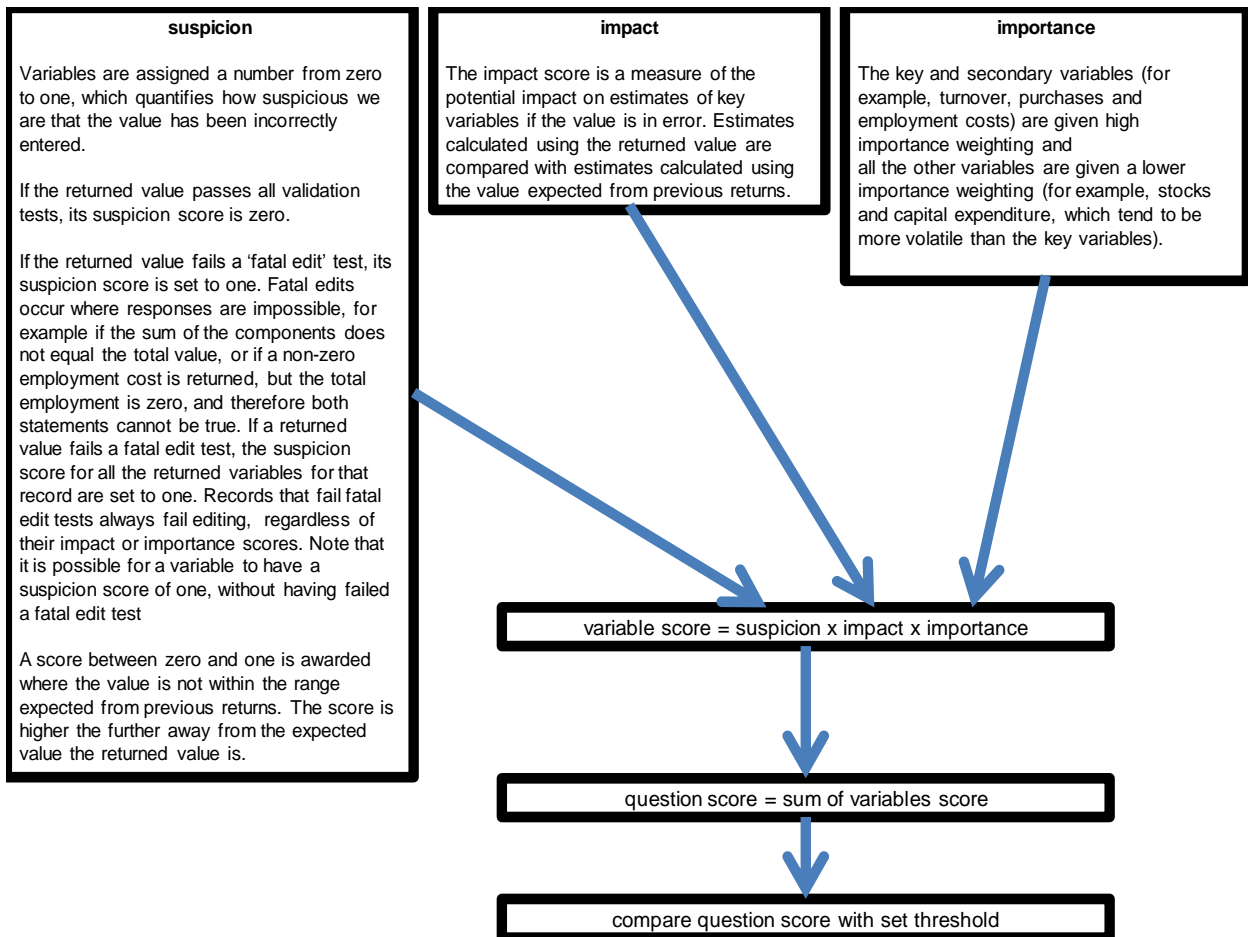 suspicion
Variables are assigned a number from zero
to one, which quantifies how suspicious we
are that the value has been incorrectly
entered.
If the returned value passes all validation
tests, its suspicion score is zero.
If the returned value fails a ‘fatal edit’ test, its
suspicion score is set to one. Fatal edits
occur where responses are impossible, for
example if the sum of the components does
not equal the total value, or if a non-zero
employment cost is returned, but the total
employment is zero, and therefore both
statements cannot be true. If a returned
value fails a fatal edit test, the suspicion
score for all the returned variables for that
record are set to one. Records that fail fatal
edit tests always fail editing, regardless of
their impact or importance scores. Note that
it is possible for a variable to have a
suspicion score of one, without having failed
a fatal edit test
A score between zero and one is awarded
where the value is not within the range
expected from previous returns. The score is
higher the further away from the expected
value the returned value is.
impact
The impact score is a measure of the
potential impact on estimates of key
variables if the value is in error. Estimates
calculated using the returned value are
compared with estimates calculated using
the value expected from previous returns.
importance
The key and secondary variables (for
example, turnover, purchases and
employment costs) are given high
importance weighting and
all the other variables are given a lower
importance weighting (for example, stocks
and capital expenditure, which tend to be
more volatile than the key variables).
variable score = suspicion x impact x importance
question score = sum of variables score
compare question score with set threshold